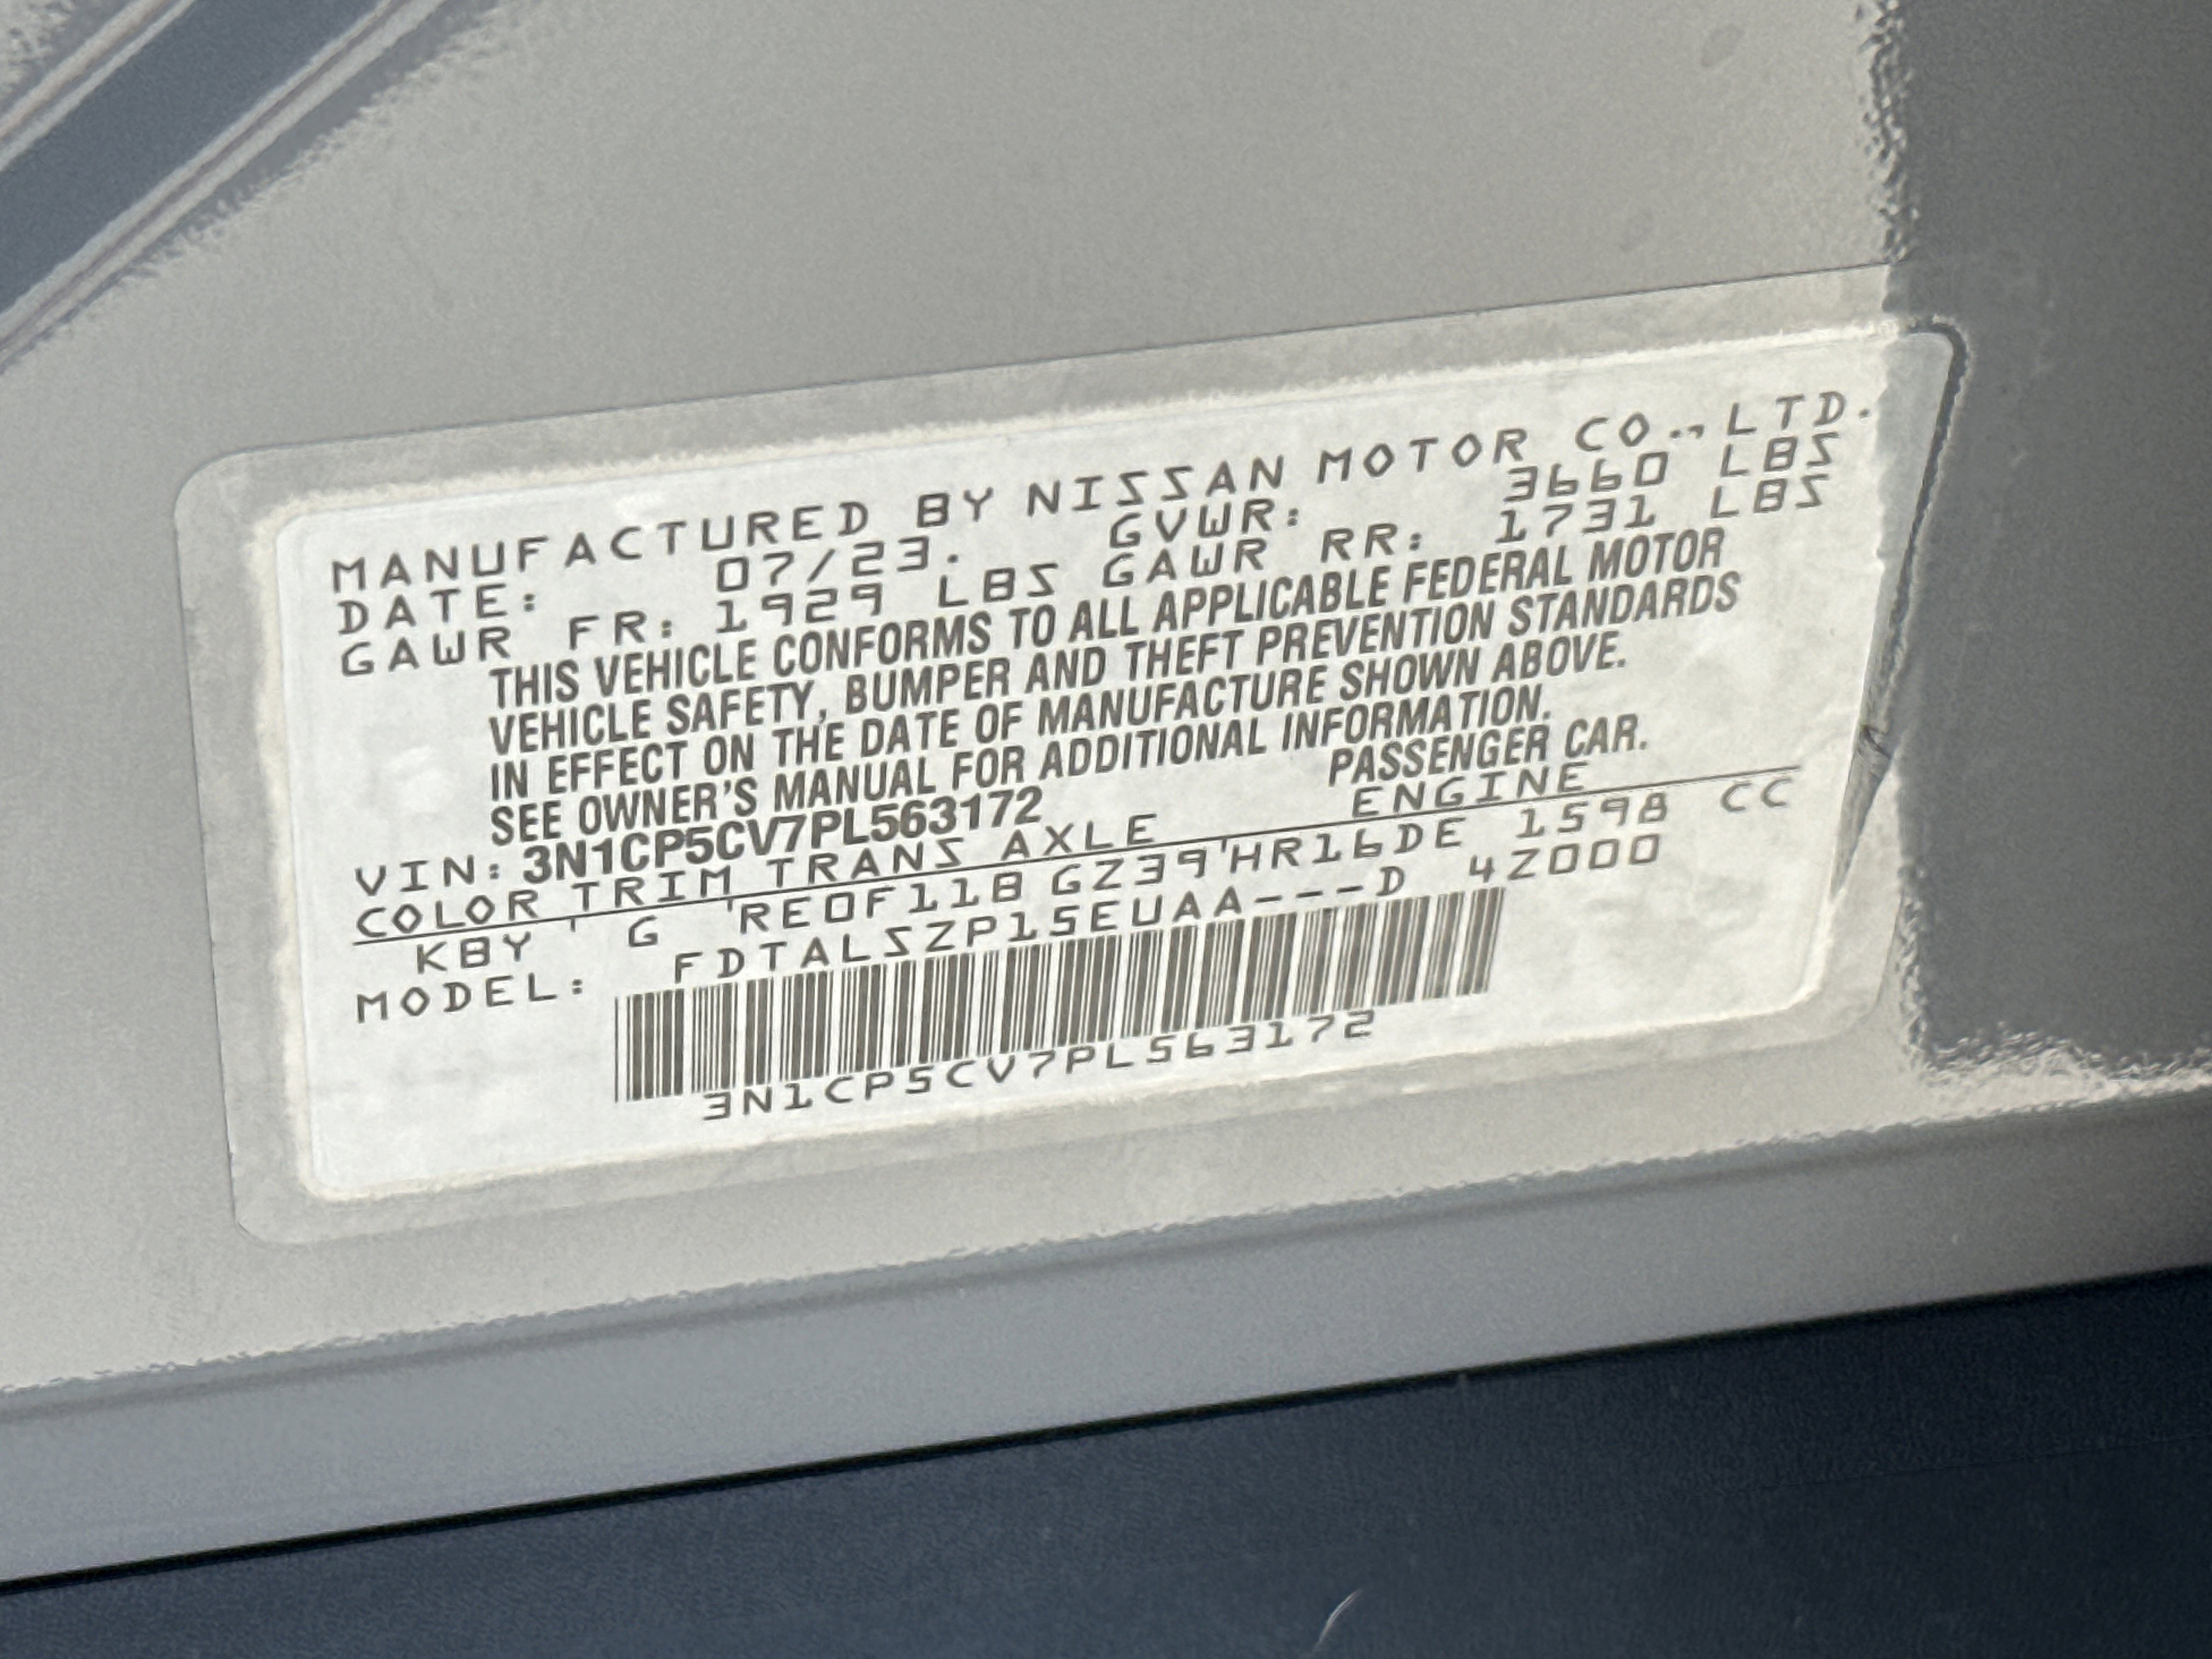 MANUFACTURED BY NISSAN MOTOR CO.,LTD.
DATE: 07/23. GVWR: 3660 LBS
GAWR FR: 1929 LBS GAWR RR: 1731 LBS
THIS VEHICLE CONFORMS TO ALL APPLICABLE FEDERAL MOTOR
VEHICLE SAFETY, BUMPER AND THEFT PREVENTION STANDARDS
IN EFFECT ON THE DATE OF MANUFACTURE SHOWN ABOVE.
SEE OWNER'S MANUAL FOR ADDITIONAL INFORMATION.
PASSENGER CAR.
VIN: 3N1CP5CV7PL563172
COLOR TRIM TRANS AXLE ENGINE
KBY ' G 'RE0F11B GZ39'HR16DE 1598 CC
MODEL: FDTALSZP15EUAA---D 4Z000
3N1CP5CV7PL563172